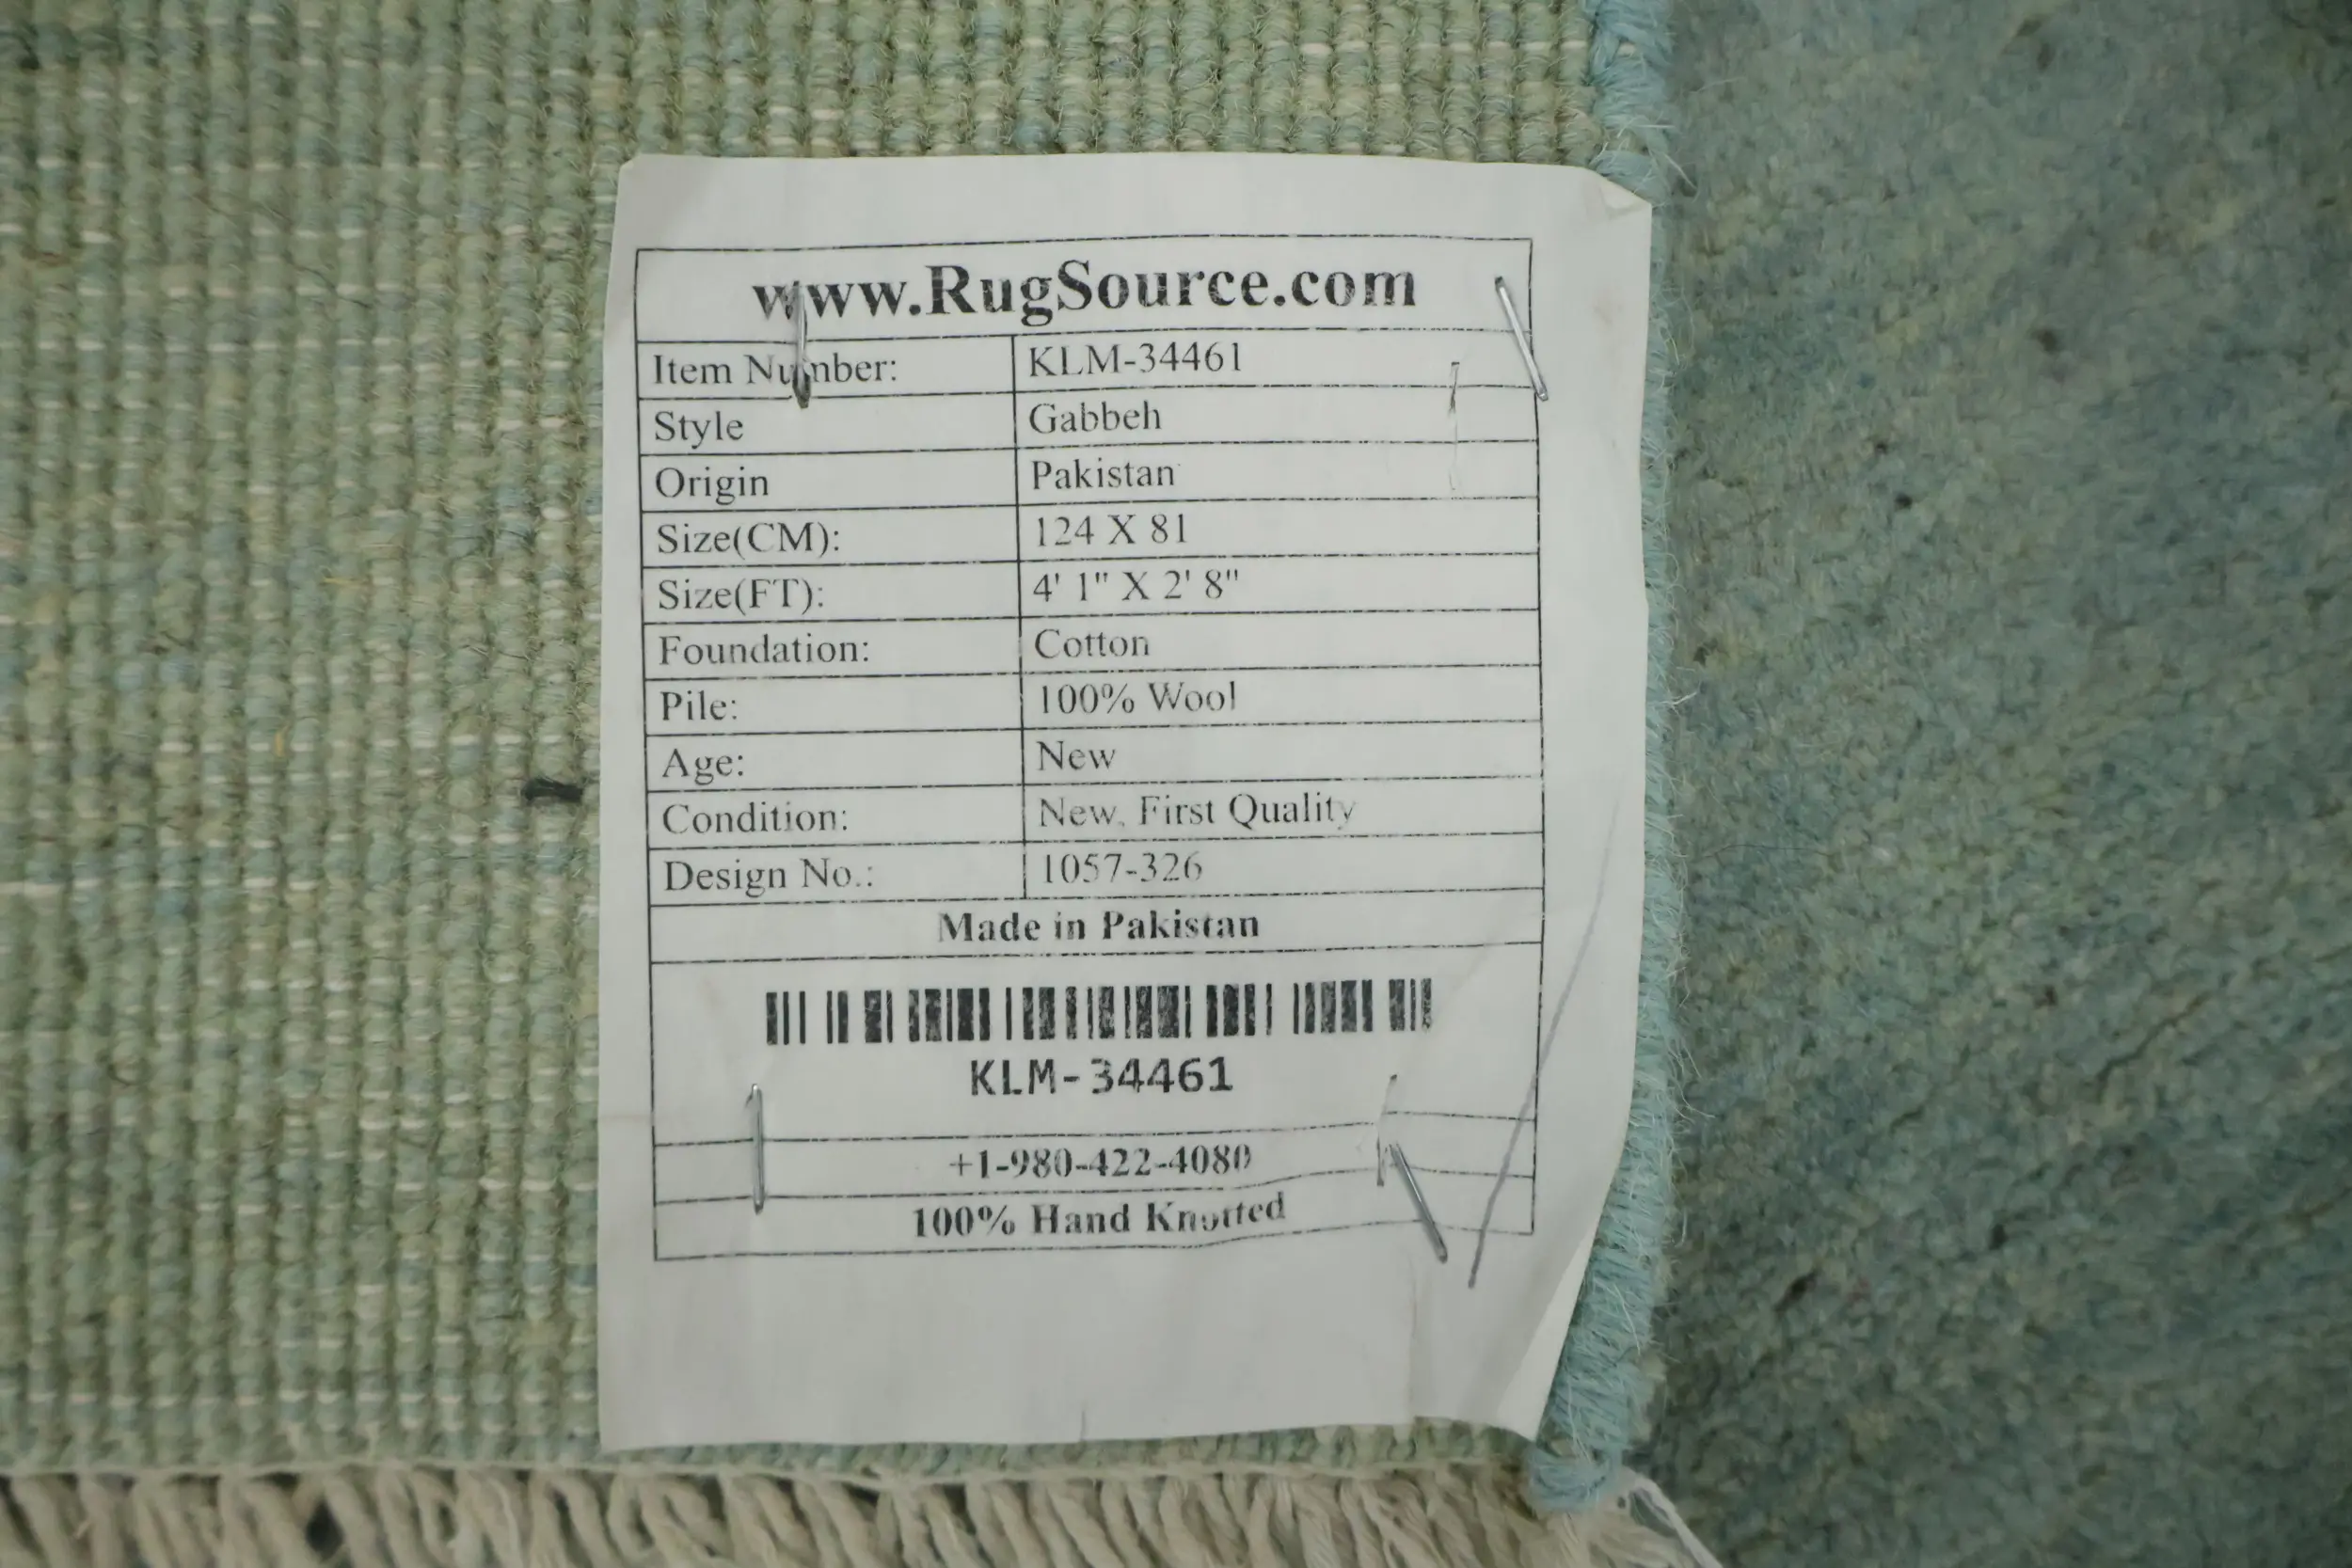 www.RugSource.com
Item Number: KLM-34461
Style Gabbeh
Origin Pakistan
Size(CM): 124 X 81
Size(FT): 4' 1" X 2' 8"
Foundation: Cotton
Pile: 100% Wool
Age: New
Condition: New, First Quality
Design No.: 1057-326
Made in Pakistan
KLM-34461
+1-980-422-4080
100% Hand Knotted